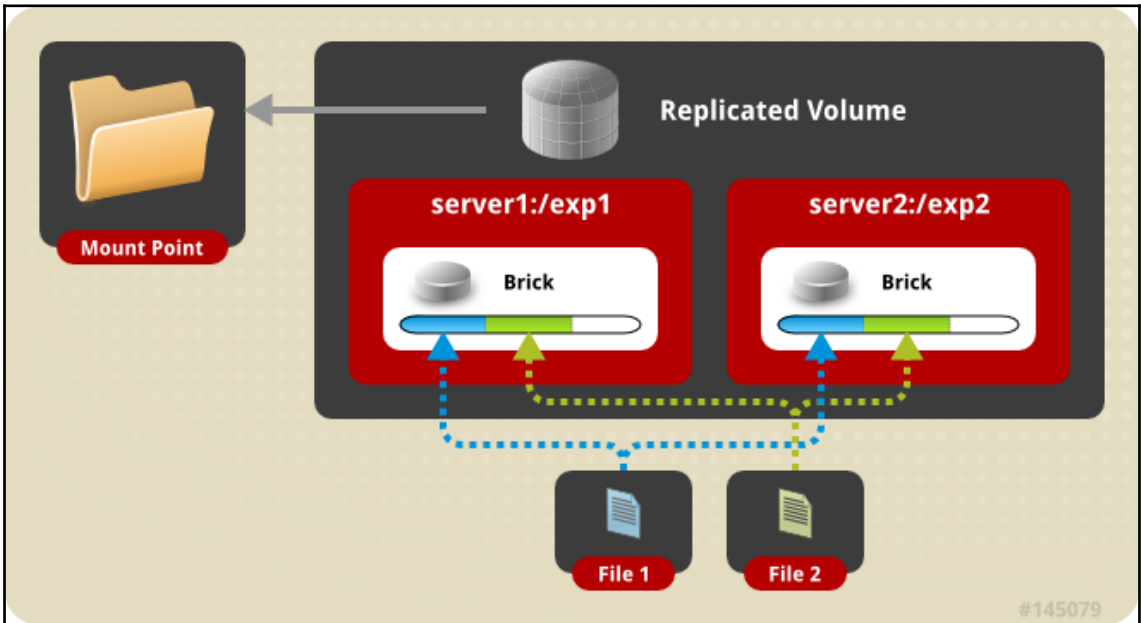 Replicated Volume
Mount Point
server1:/exp1
server2:/exp2
Brick
Brick
File 1
File 2
#145079